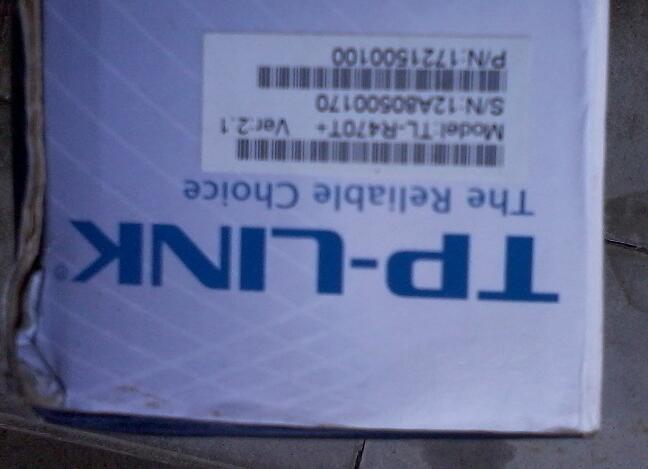 TP-LINK®
The Reliable Choice
Model:TL-R470T+ Ver:2.1
S/N:12A80500170
P/N:1721500100